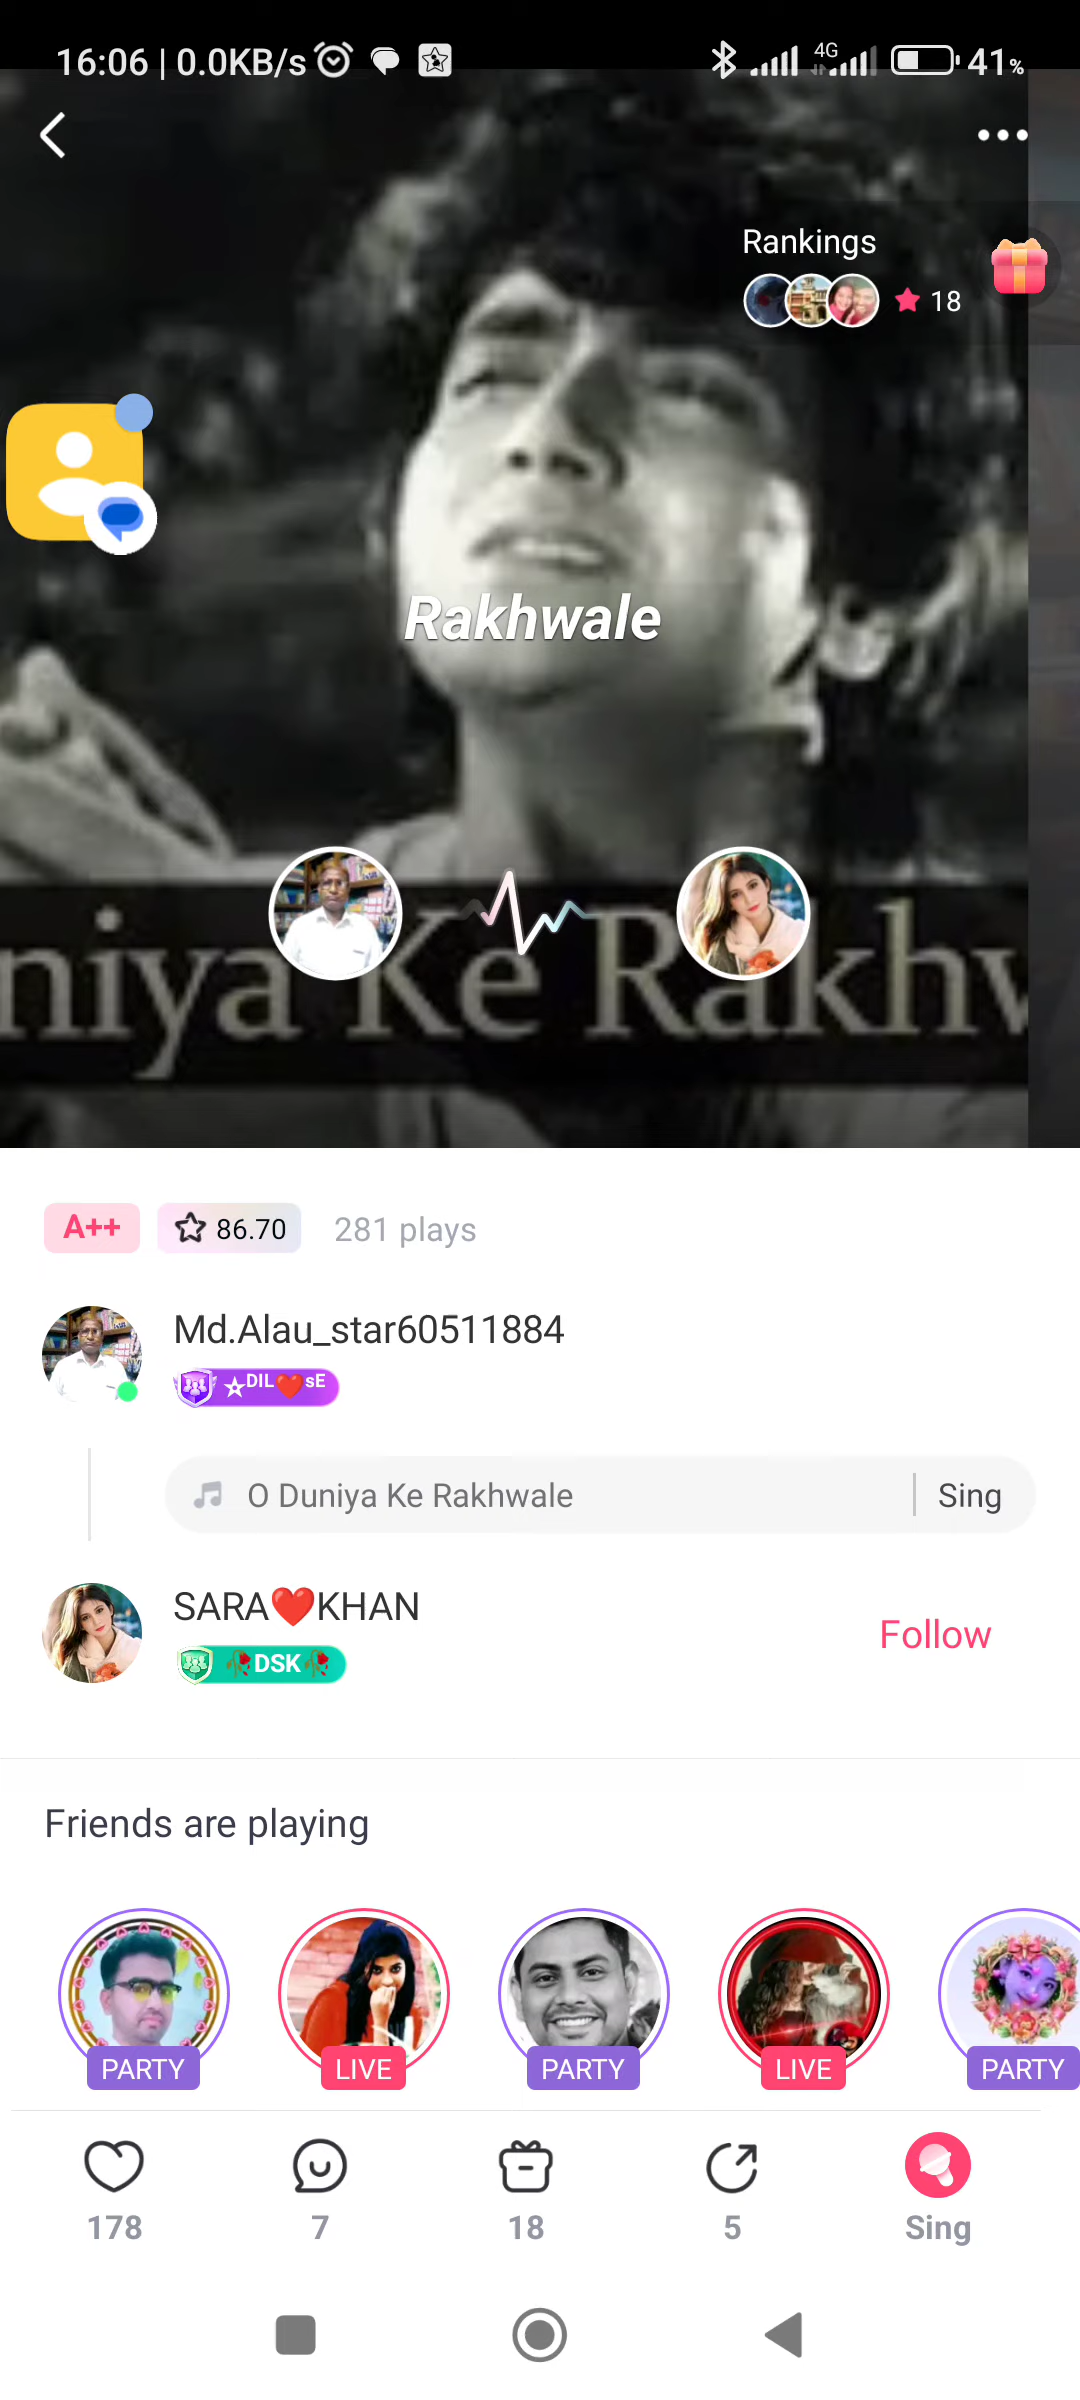 16:06 | 0.0KB/s
4G
41%
Rankings
18
Rakhwale
niya Ke Rakhw
A++
86.70
281 plays
Md.Alau_star60511884
DIL❤️sE
O Duniya Ke Rakhwale
Sing
SARA❤️KHAN
🥀DSK🥀
Follow
Friends are playing
PARTY
LIVE
PARTY
LIVE
PARTY
178
7
18
5
Sing